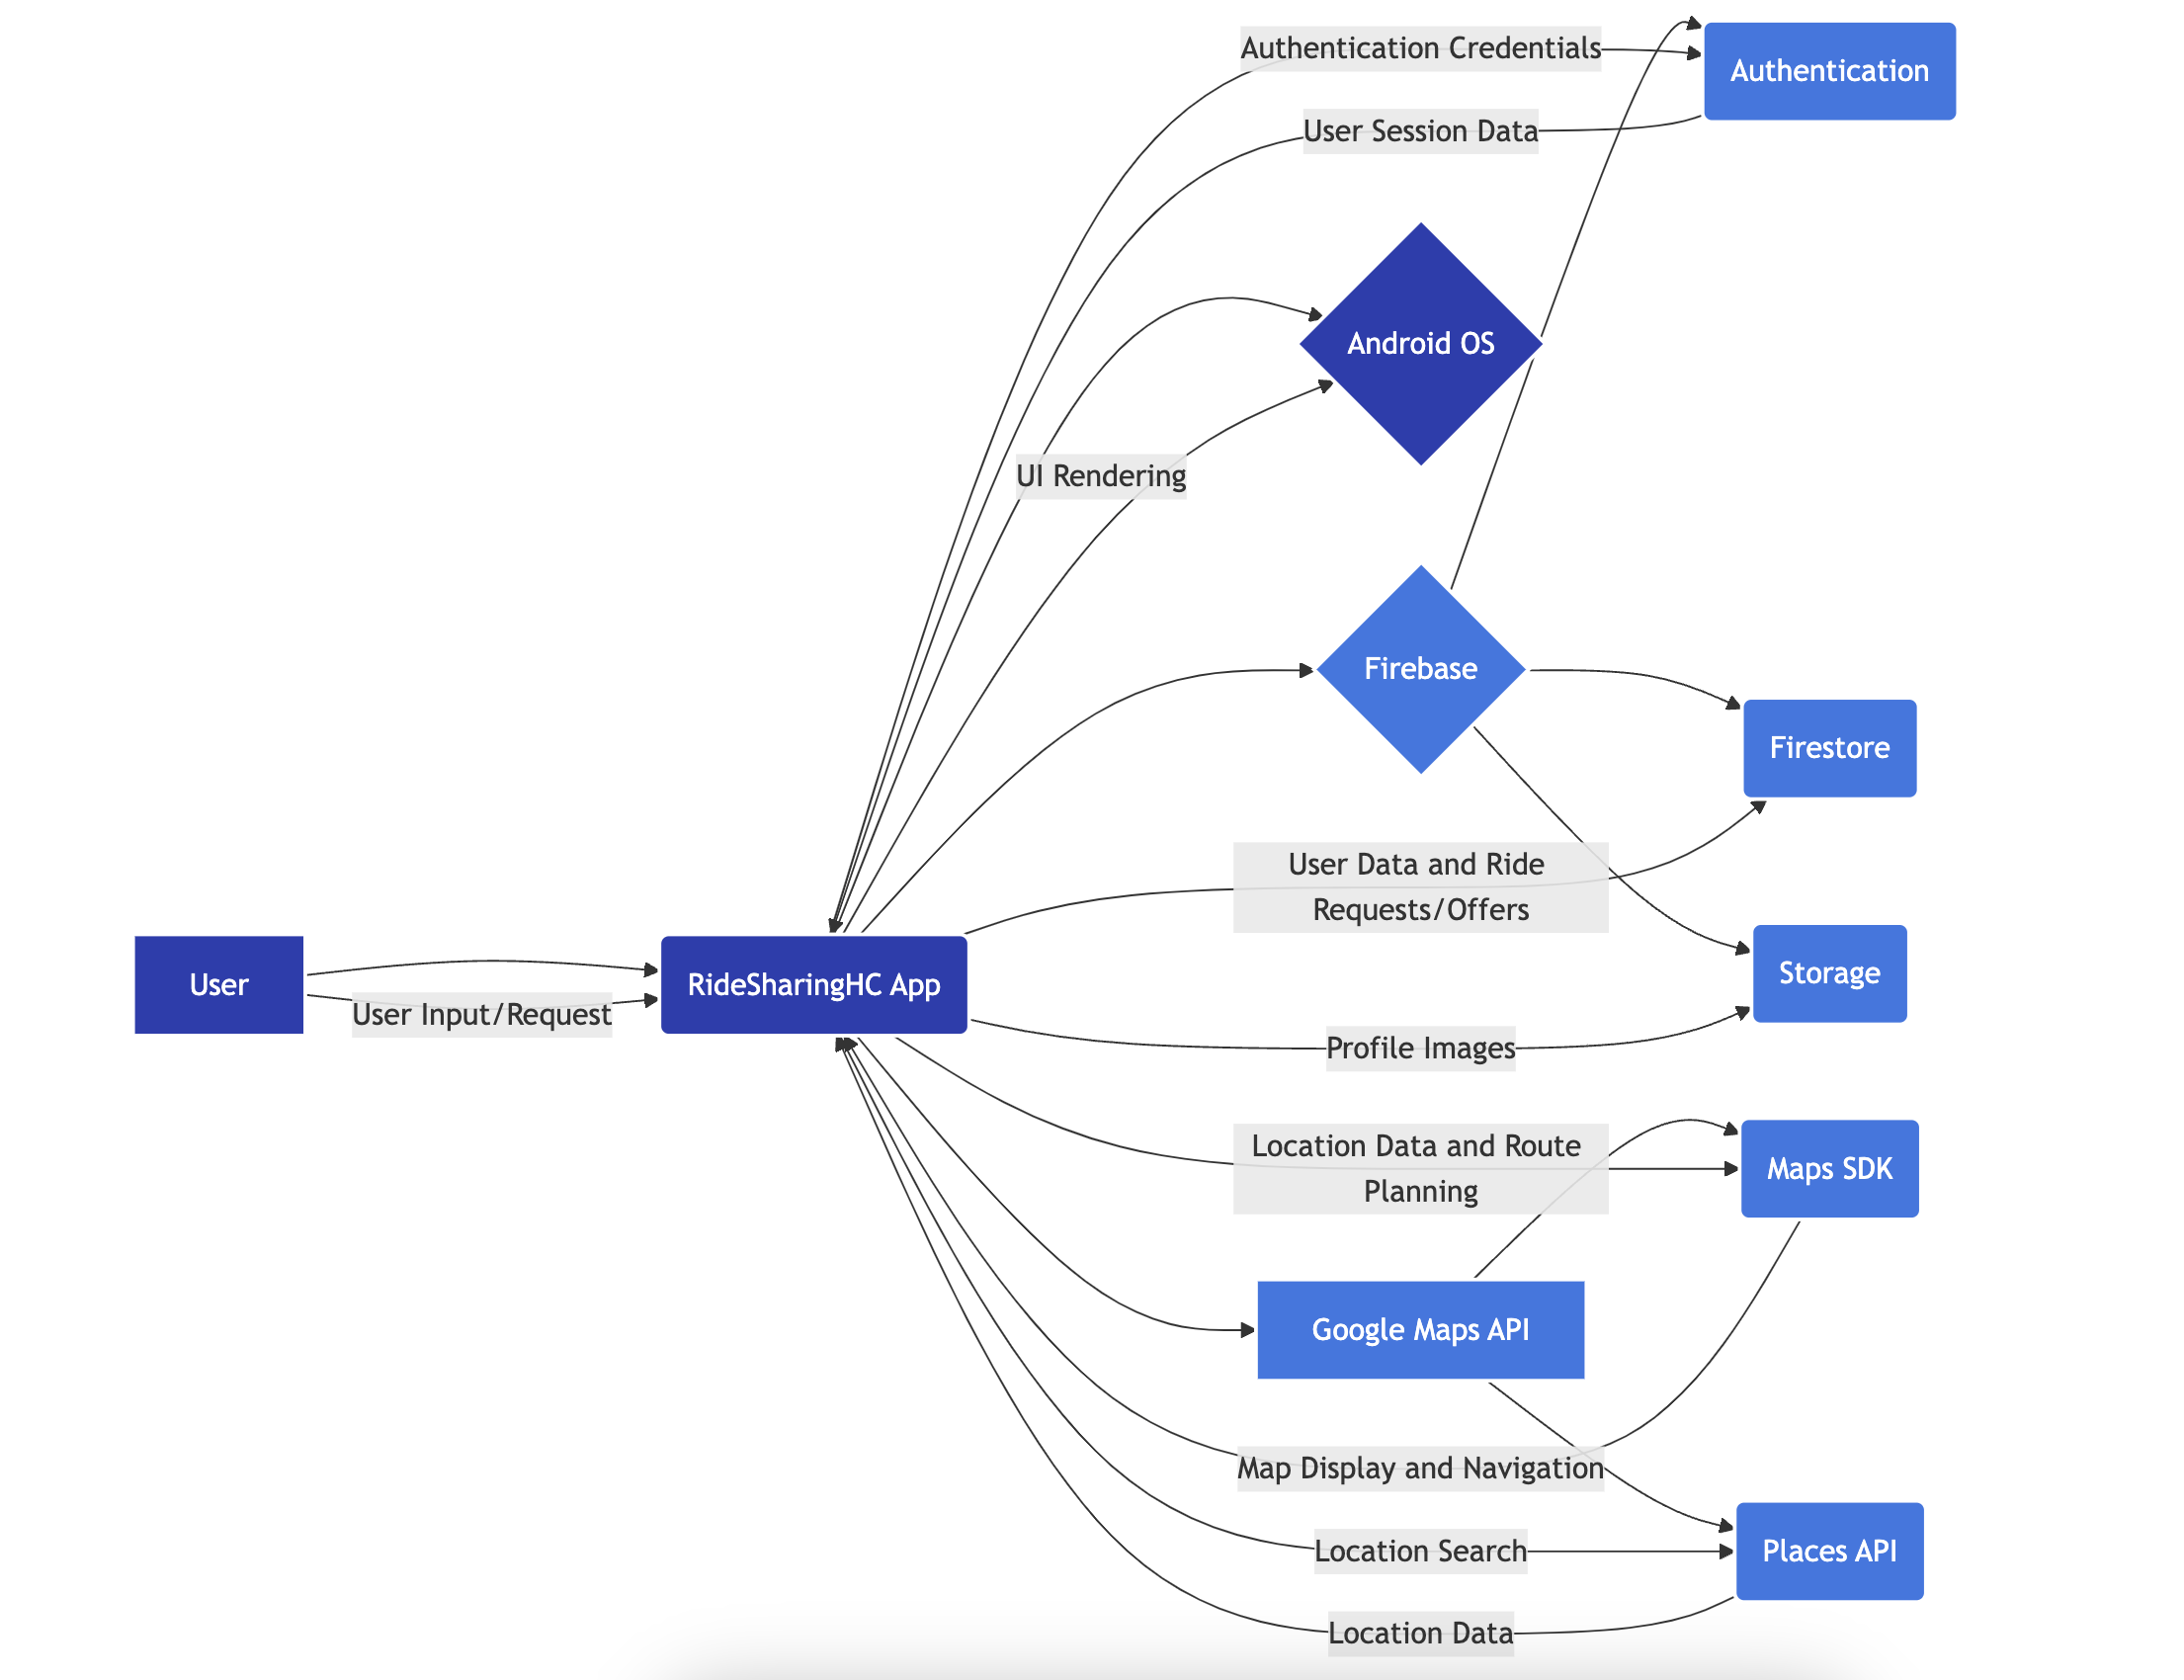 Authentication Credentials
Authentication
User Session Data
Android OS
UI Rendering
Firebase
Firestore
User Data and Ride
Requests/Offers
Storage
User
RideSharingHC App
User Input/Request
Profile Images
Location Data and Route
Planning
Maps SDK
Google Maps API
Map Display and Navigation
Location Search
Places API
Location Data